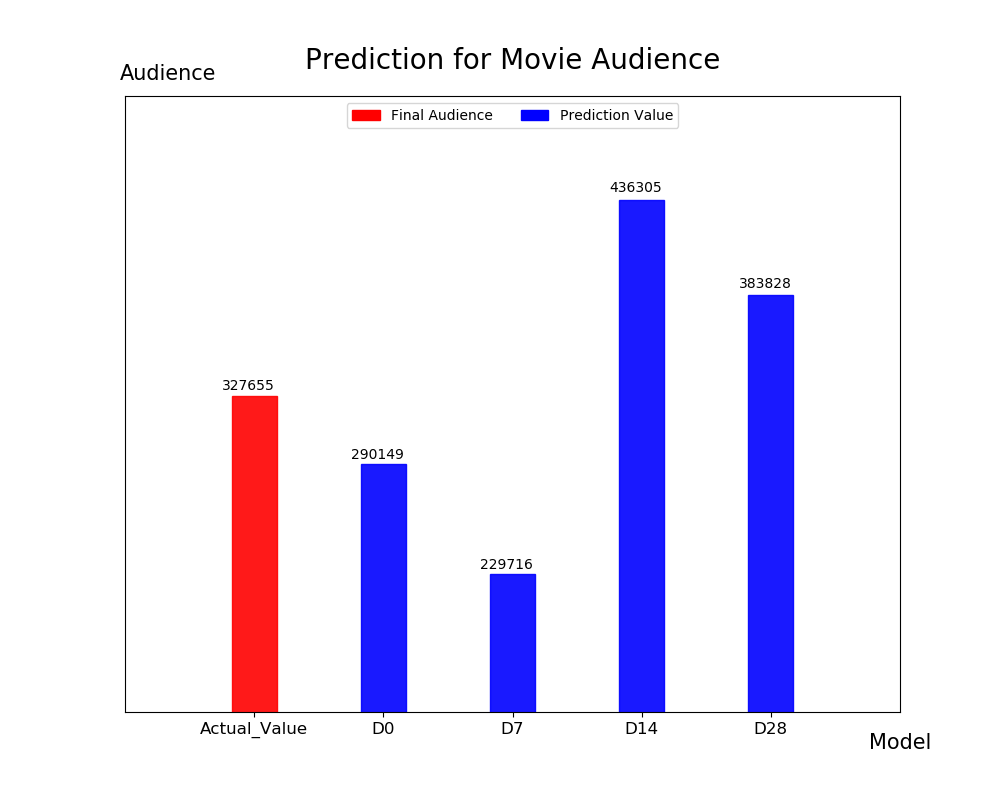 Prediction for Movie Audience
Audience
Final Audience
Prediction Value
436305
383828
327655
290149
229716
Actual_Value
D0
D7
D14
D28
Model